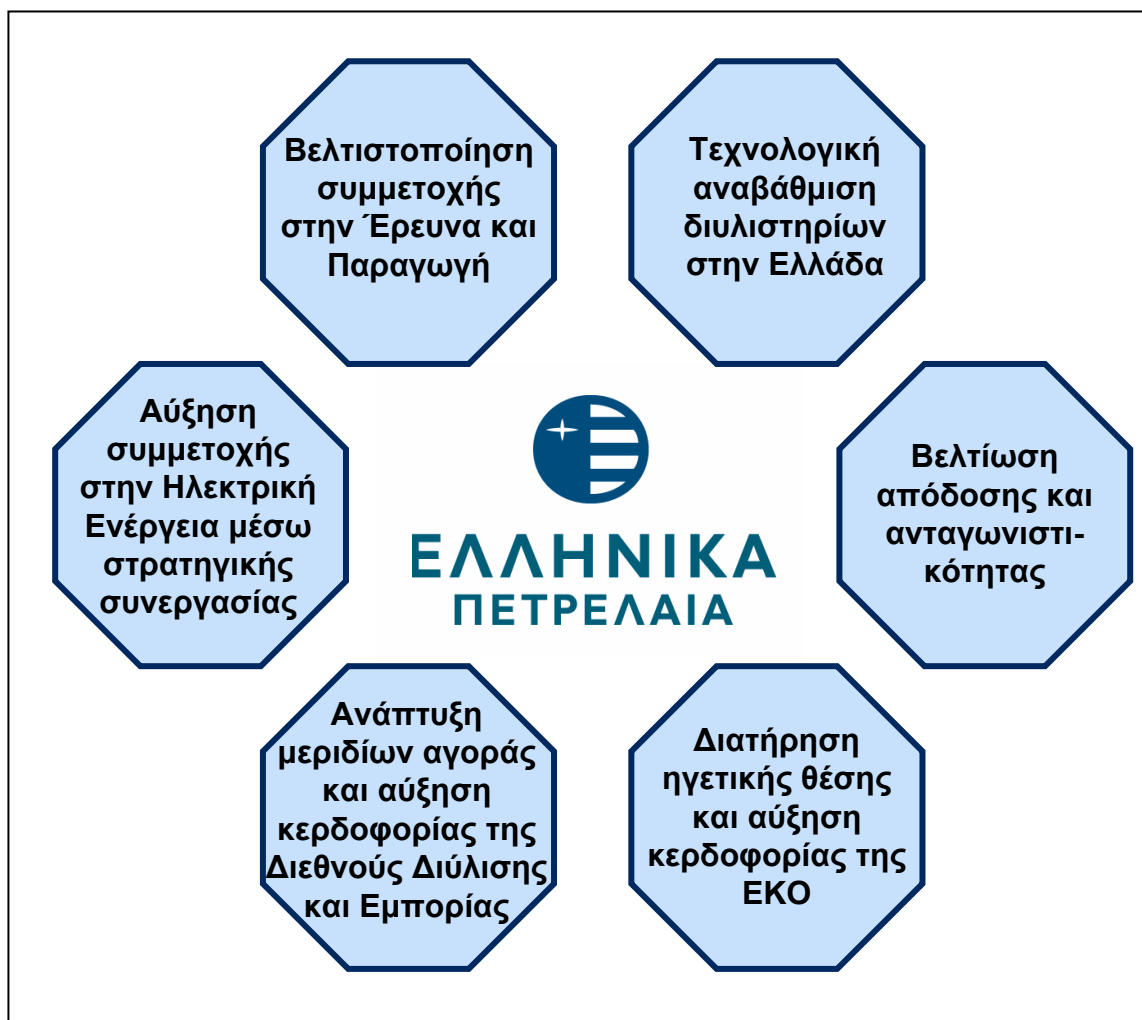 Βελτιστοποίηση
συμμετοχής
στην Έρευνα και
Παραγωγή
Τεχνολογική
αναβάθμιση
διυλιστηρίων
στην Ελλάδα
Αύξηση
συμμετοχής
στην Ηλεκτρική
Ενέργεια μέσω
στρατηγικής
συνεργασίας
ΕΛΛΗΝΙΚΑ
ΠΕΤΡΕΛΑΙΑ
Βελτίωση
απόδοσης και
ανταγωνιστι-
κότητας
Ανάπτυξη
μεριδίων αγοράς
και αύξηση
κερδοφορίας της
Διεθνούς Διύλισης
και Εμπορίας
Διατήρηση
ηγετικής θέσης
και αύξηση
κερδοφορίας της
ΕΚΟ